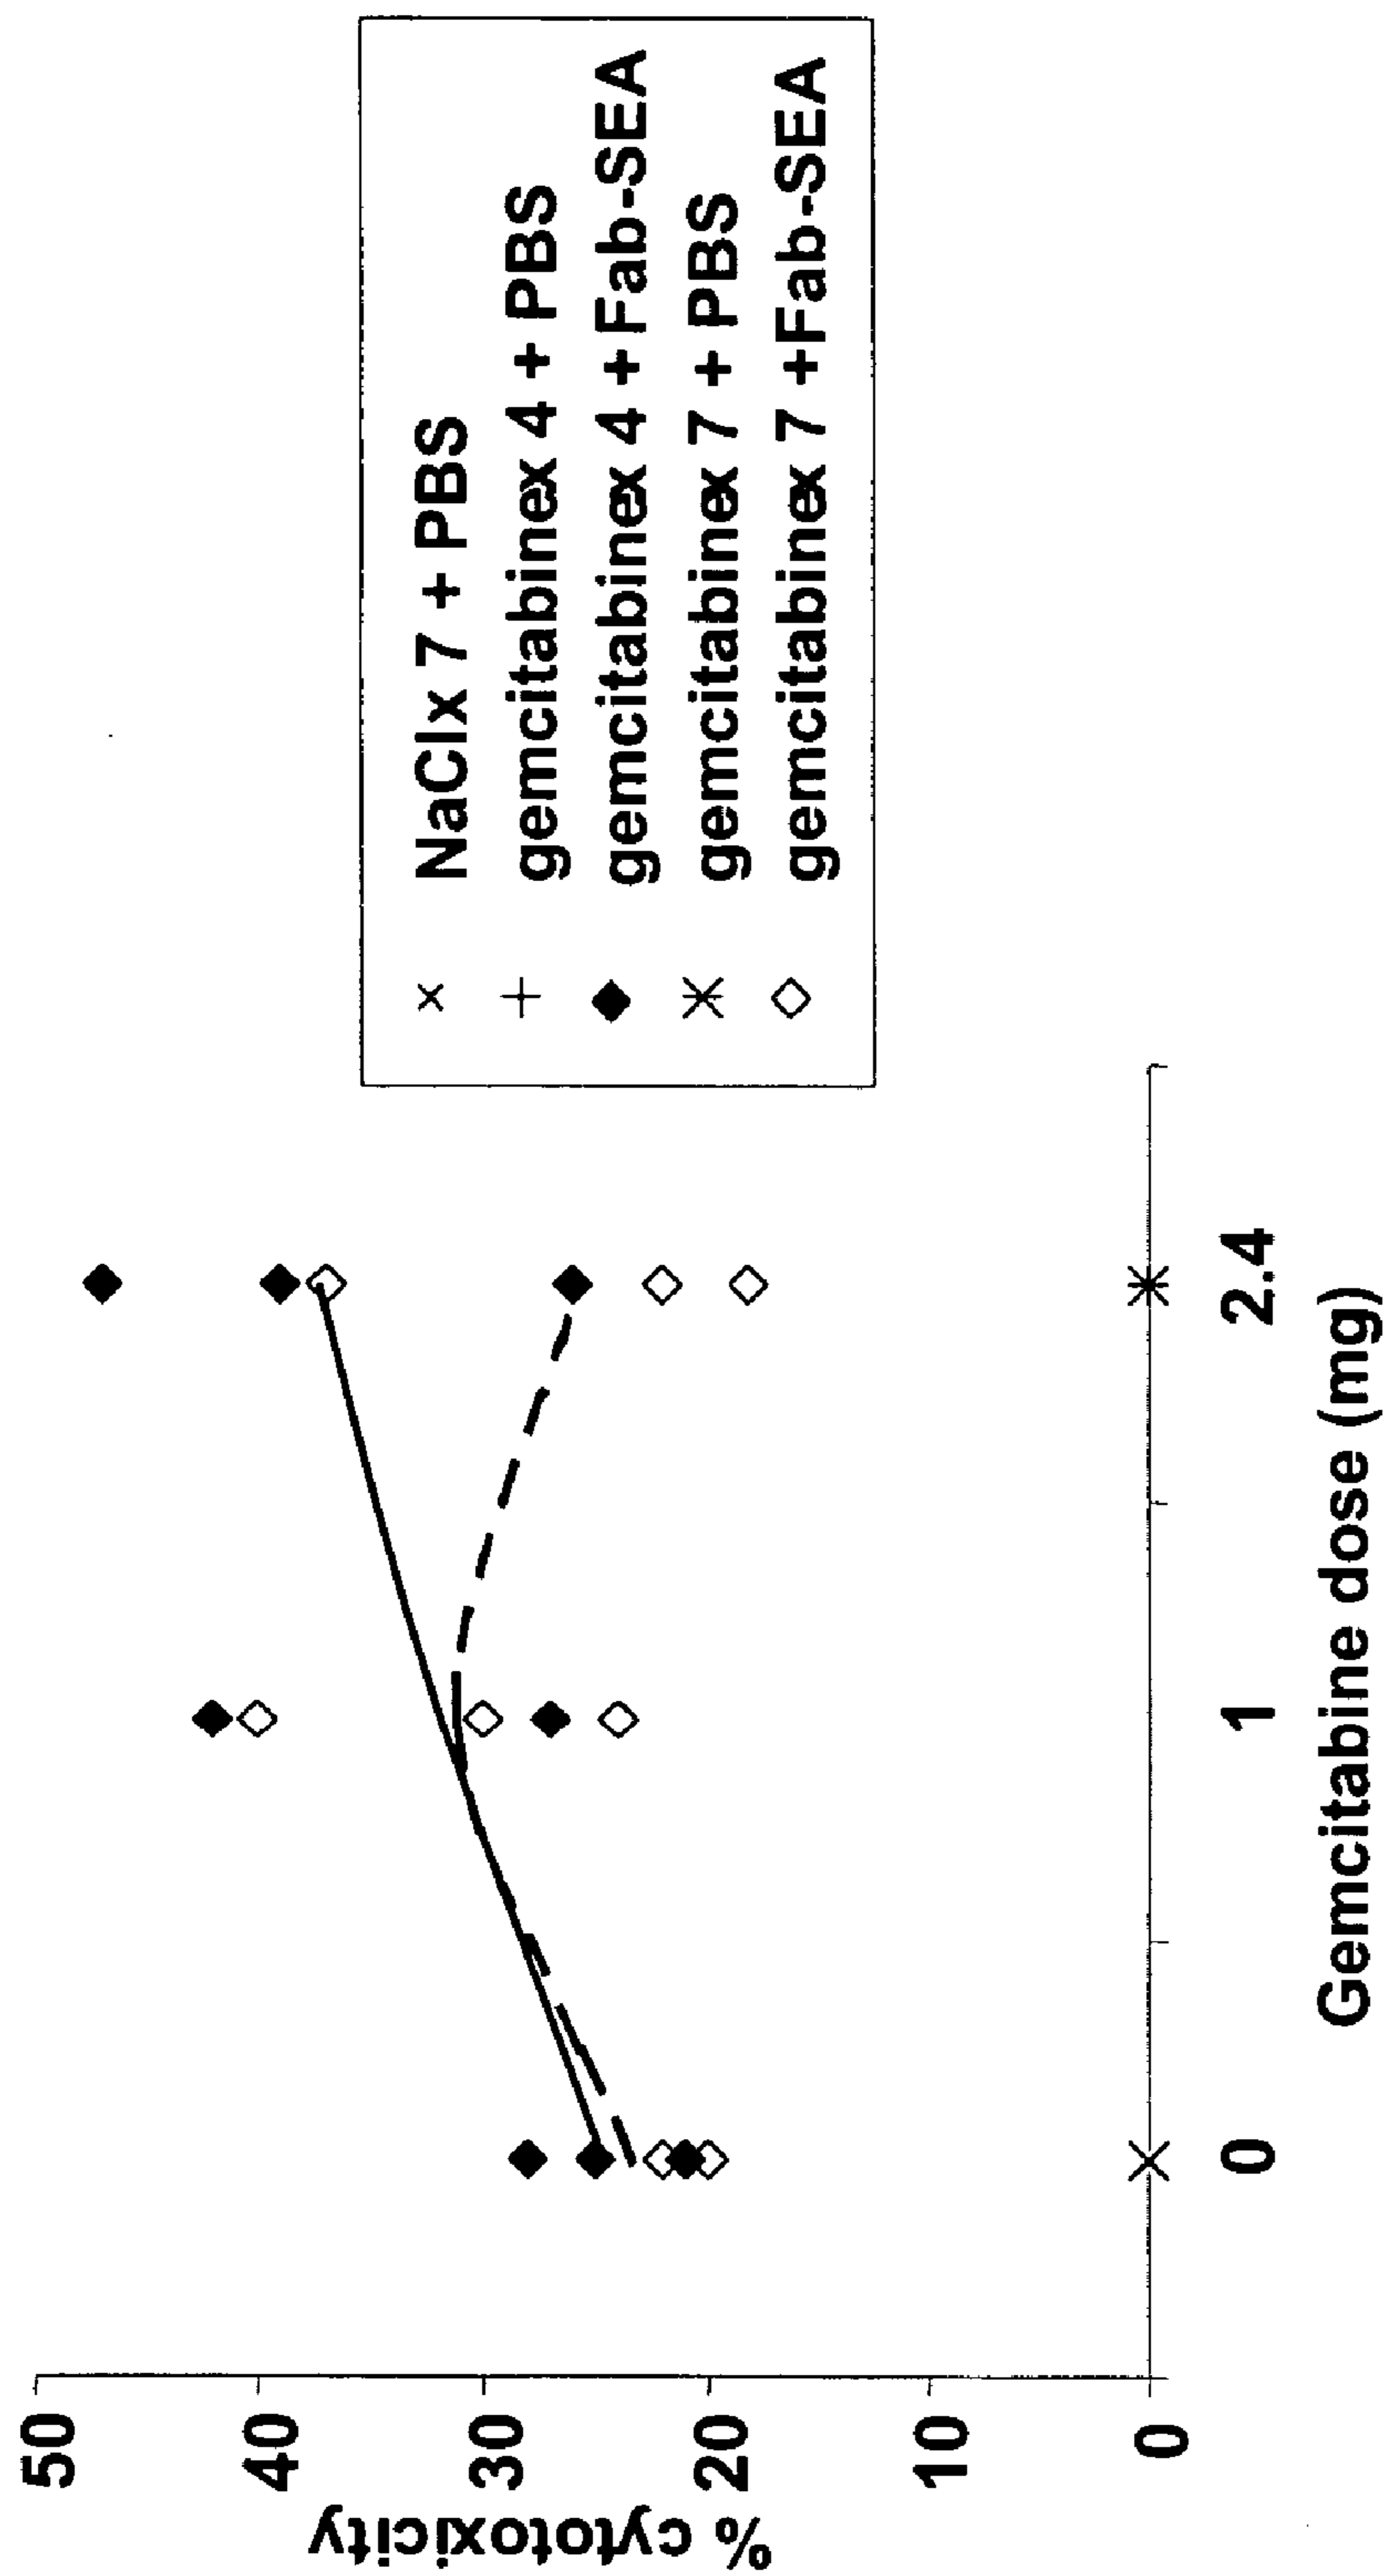 50
40
30
20
10
0
% cytotoxicity
0
1
2.4
Gemcitabine dose (mg)
NaClx 7 + PBS
gemcitabinex 4 + PBS
gemcitabinex 4 +Fab-SEA
gemcitabinex 7 + PBS
gemcitabinex 7 +Fab-SEA